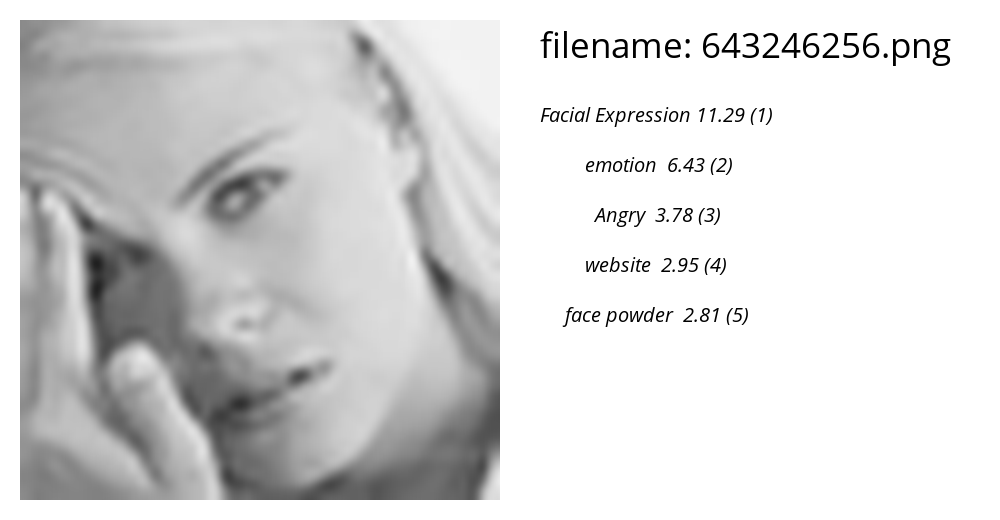 filename: 643246256.png
Facial Expression 11.29 (1)
emotion 6.43 (2)
Angry 3.78 (3)
website 2.95 (4)
face powder 2.81 (5)